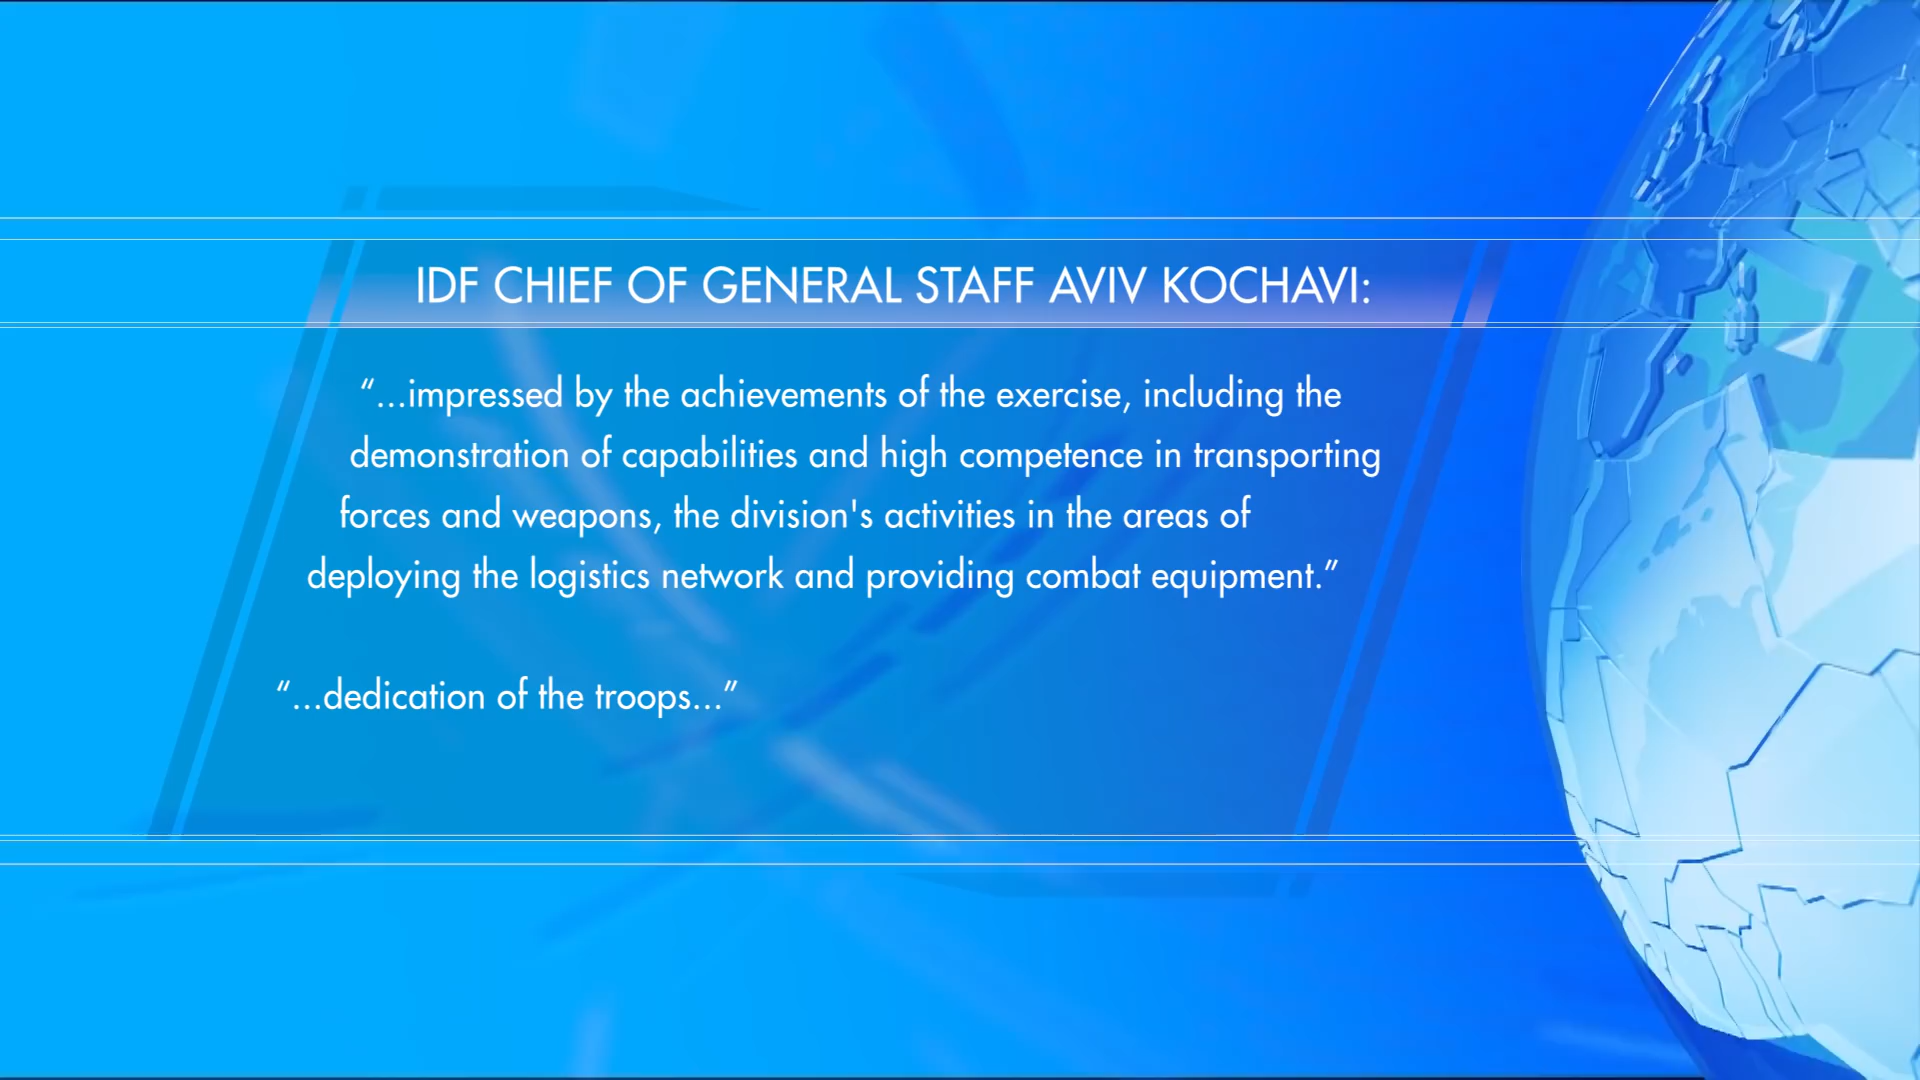 IDF CHIEF OF GENERAL STAFF AVIV KOCHAVI:
“...impressed by the achievements of the exercise, including the
demonstration of capabilities and high competence in transporting
forces and weapons, the division's activities in the areas of
deploying the logistics network and providing combat equipment.”
“...dedication of the troops...”